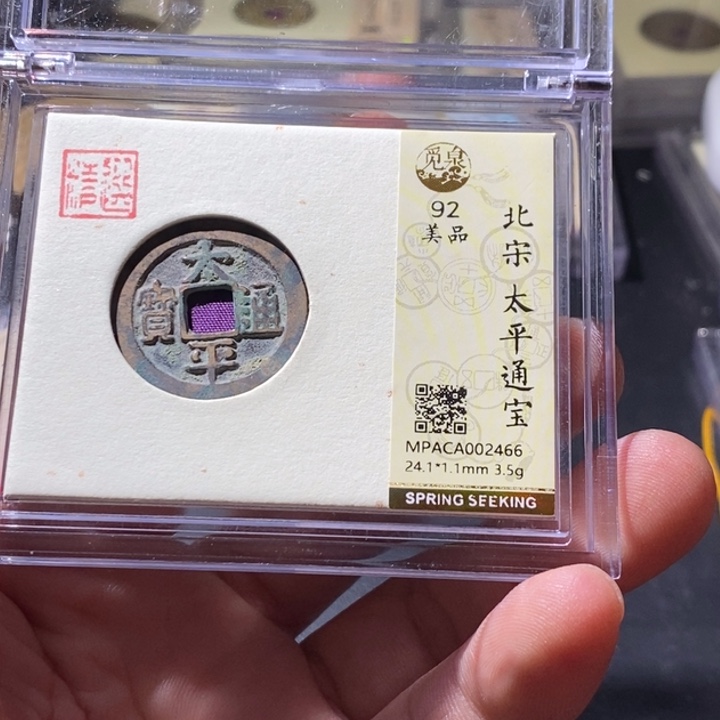 太平通寳
觅泉
92
美品
北宋 太平通宝
MPACA002466
24.1*1.1mm 3.5g
SPRING SEEKING